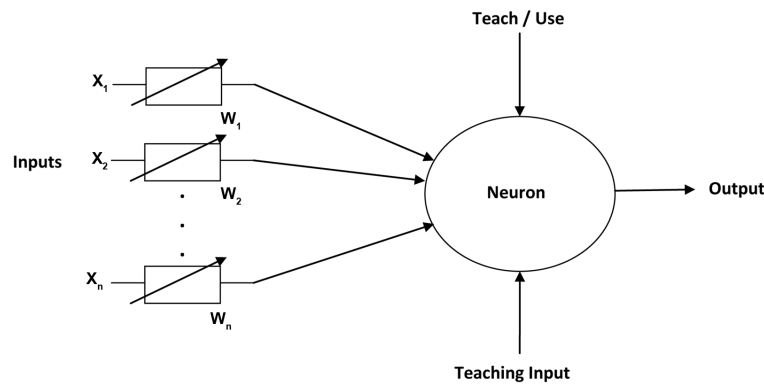 Teach / Use
X₁
W₁
Inputs
X₂
W₂
Neuron
Output
Xₙ
Wₙ
Teaching Input